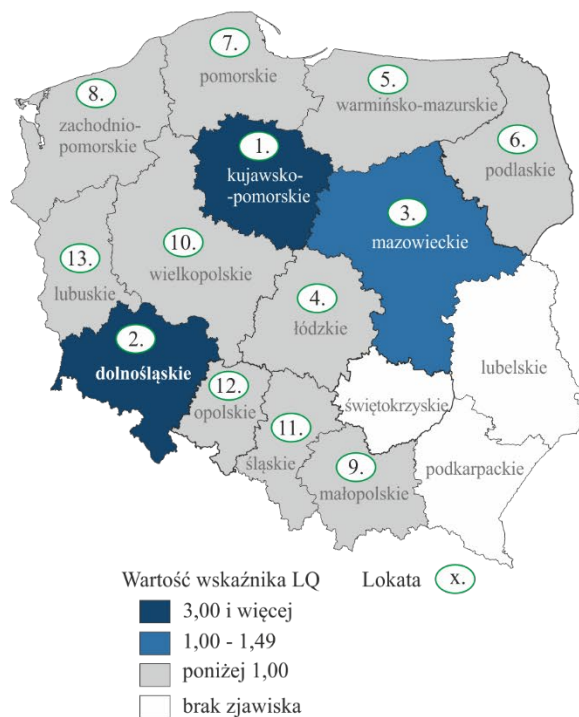 7.
pomorskie
8.
zachodnio-
pomorskie
5.
warmińsko-mazurskie
6.
podlaskie
1.
kujawsko-
-pomorskie
3.
mazowieckie
10.
wielkopolskie
13.
lubuskie
4.
łódzkie
2.
dolnośląskie
lubelskie
12.
opolskie
świętokrzyskie
11.
śląskie
9.
małopolskie
podkarpackie
Wartość wskaźnika LQ
Lokata x.
3,00 i więcej
1,00 - 1,49
poniżej 1,00
brak zjawiska